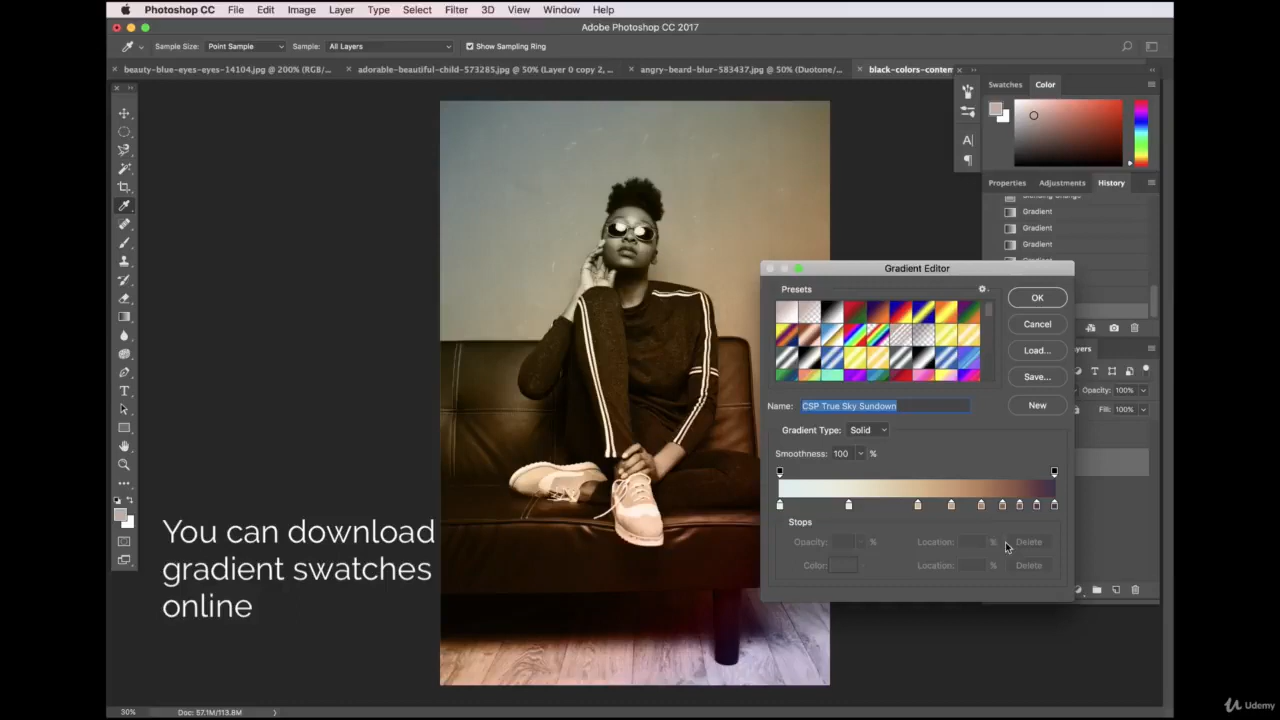 Photoshop CC File Edit Image Layer Type Select Filter 3D View Window Help
Adobe Photoshop CC 2017
Sample Size: Point Sample Sample: All Layers Show Sampling Ring
beauty-blue-eyes-eyes-14104.jpg @ 200% (RGB/... adorable-beautiful-child-573285.jpg @ 50% (Layer 0 copy 2, ... angry-beard-blur-583437.jpg @ 50% (Duotone/... black-colors-conten
Swatches Color
Properties Adjustments History
Gradient
Gradient
Gradient
Gradient Editor
Presets
OK
Cancel
Load...
Save...
Name: CSP True Sky Sundown
New
Gradient Type: Solid
Smoothness: 100 %
Stops
Opacity: % Location: % Delete
Color: Location: % Delete
yers
Opacity: 100%
Fill: 100%
You can download
gradient swatches
online
30% Doc: 57.1M/113.8M
Udemy